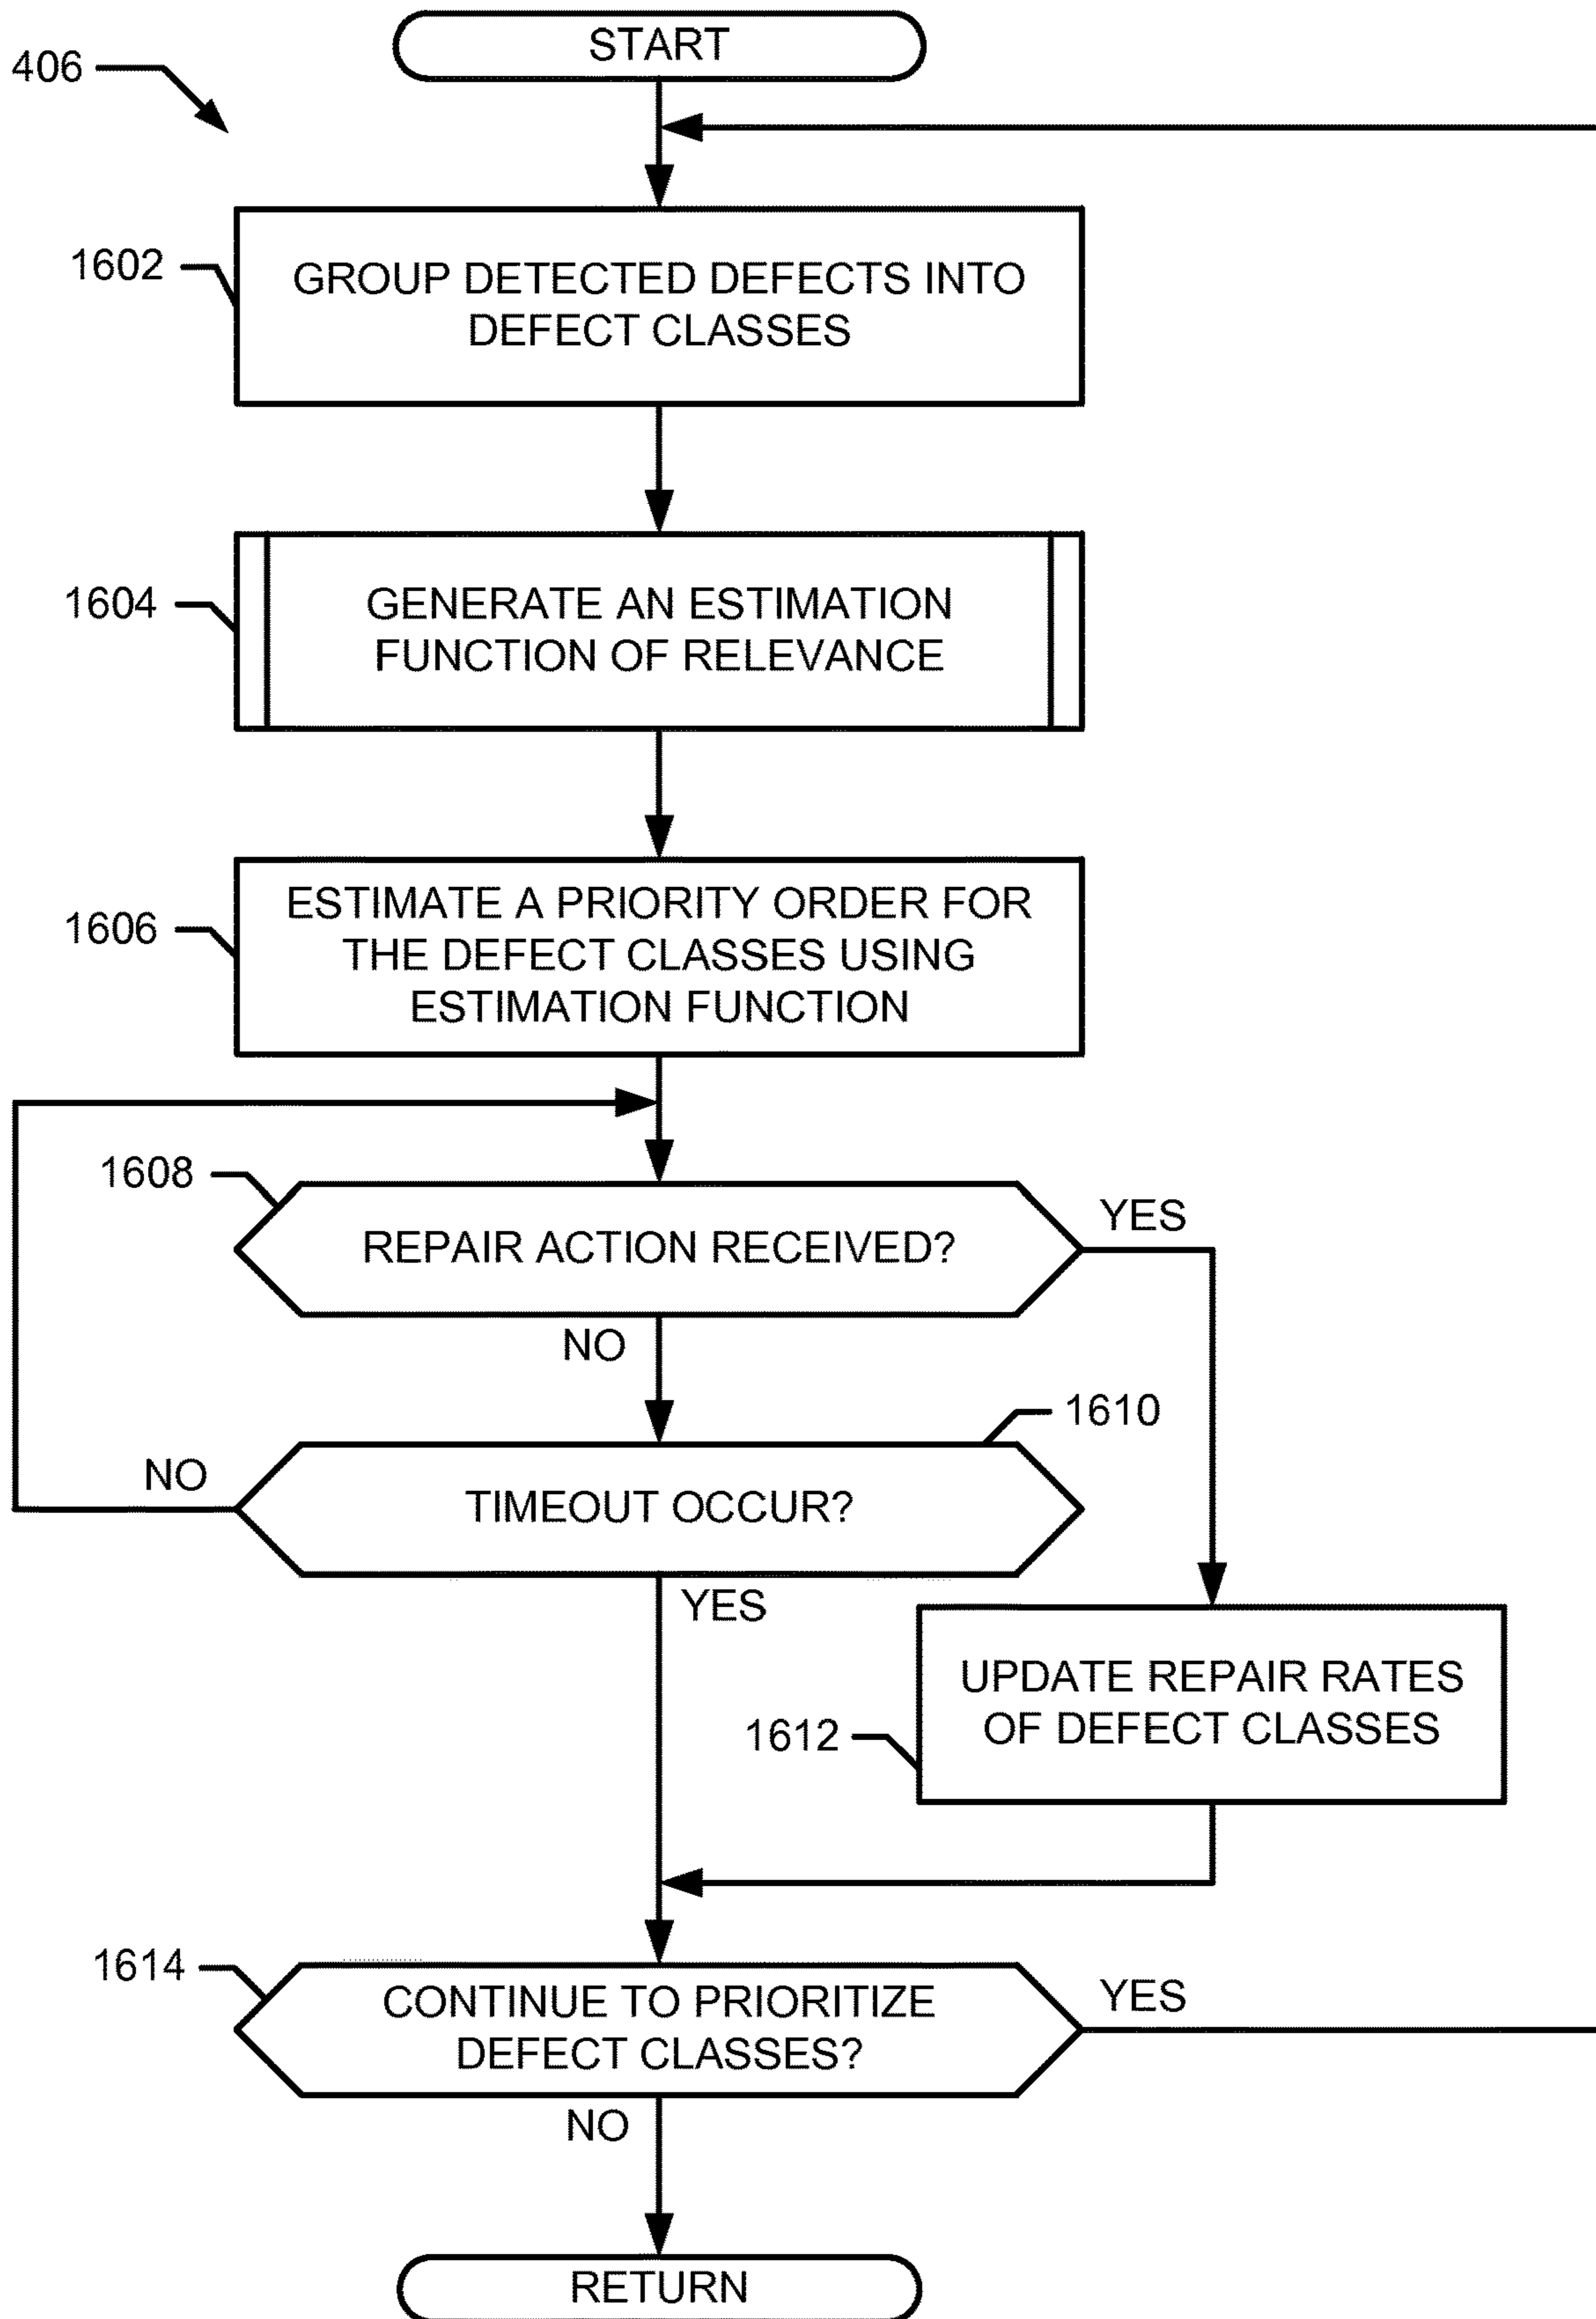 START
406
1602
GROUP DETECTED DEFECTS INTO
DEFECT CLASSES
1604
GENERATE AN ESTIMATION
FUNCTION OF RELEVANCE
1606
ESTIMATE A PRIORITY ORDER FOR
THE DEFECT CLASSES USING
ESTIMATION FUNCTION
1608
REPAIR ACTION RECEIVED?
YES
NO
1610
NO
TIMEOUT OCCUR?
YES
UPDATE REPAIR RATES
OF DEFECT CLASSES
1612
1614
CONTINUE TO PRIORITIZE
DEFECT CLASSES?
YES
NO
RETURN